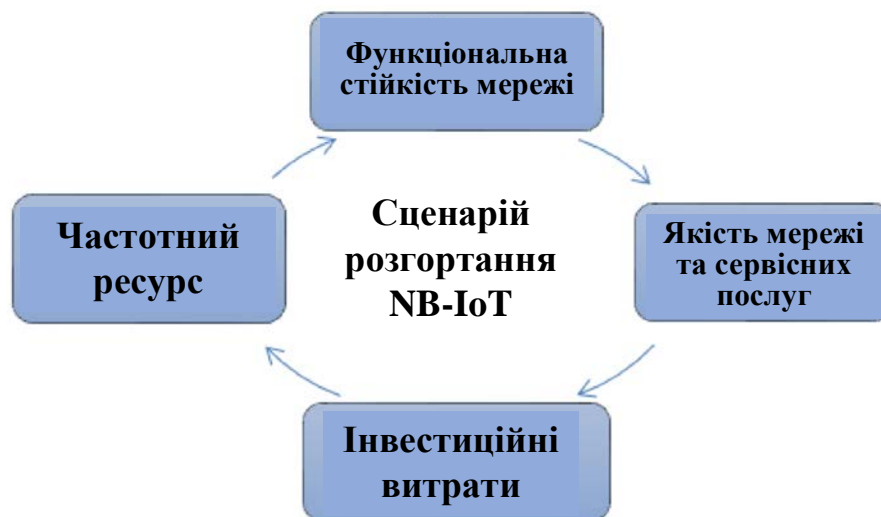 Функціональна
стійкість мережі
Частотний
ресурс
Сценарій
розгортання
NB-IoT
Якість мережі
та сервісних
послуг
Інвестиційні
витрати